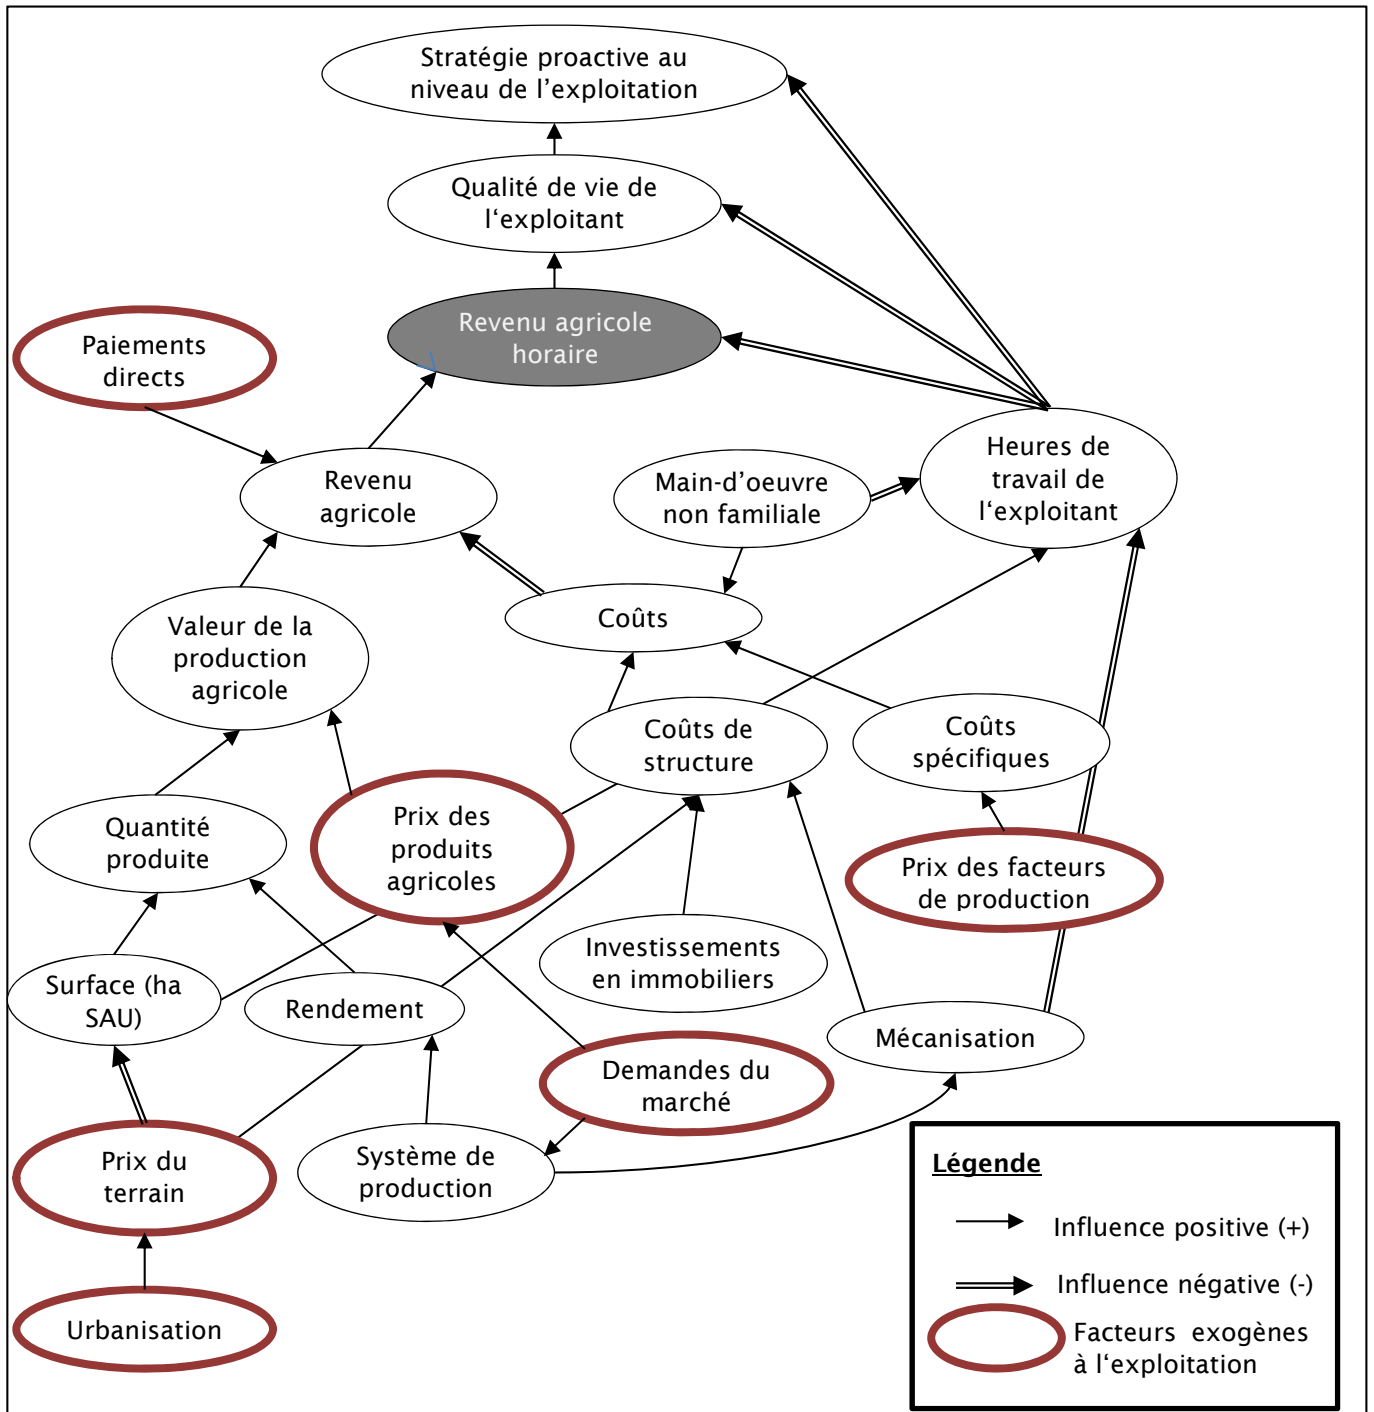 Stratégie proactive au
niveau de l’exploitation
Qualité de vie de
l‘exploitant
Revenu agricole
horaire
Paiements
directs
Heures de
travail de
l‘exploitant
Revenu
agricole
Main-d’oeuvre
non familiale
Valeur de la
production
agricole
Coûts
Coûts de
structure
Coûts
spécifiques
Quantité
produite
Prix des
produits
agricoles
Prix des facteurs
de production
Investissements
en immobiliers
Surface (ha
SAU)
Rendement
Mécanisation
Demandes du
marché
Prix du
terrain
Système de
production
Urbanisation
Légende
Influence positive (+)
Influence négative (-)
Facteurs exogènes
à l‘exploitation